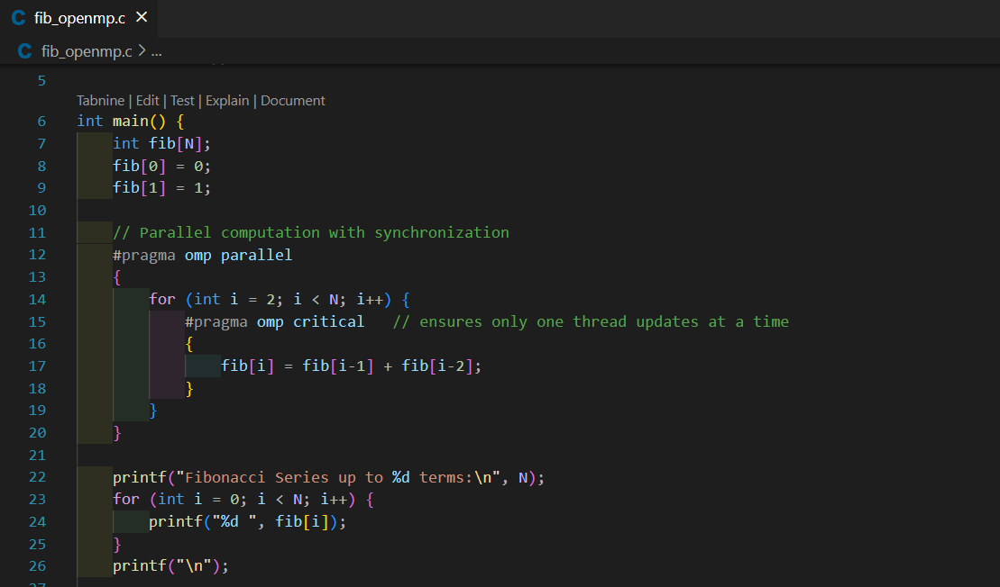 C fib_openmp.c ×
C fib_openmp.c > ...
5
Tabnine | Edit | Test | Explain | Document
6 int main() {
7 int fib[N];
8 fib[0] = 0;
9 fib[1] = 1;
10
11 // Parallel computation with synchronization
12 #pragma omp parallel
13 {
14 for (int i = 2; i < N; i++) {
15 #pragma omp critical // ensures only one thread updates at a time
16 {
17 fib[i] = fib[i-1] + fib[i-2];
18 }
19 }
20 }
21
22 printf("Fibonacci Series up to %d terms:\n", N);
23 for (int i = 0; i < N; i++) {
24 printf("%d ", fib[i]);
25 }
26 printf("\n");